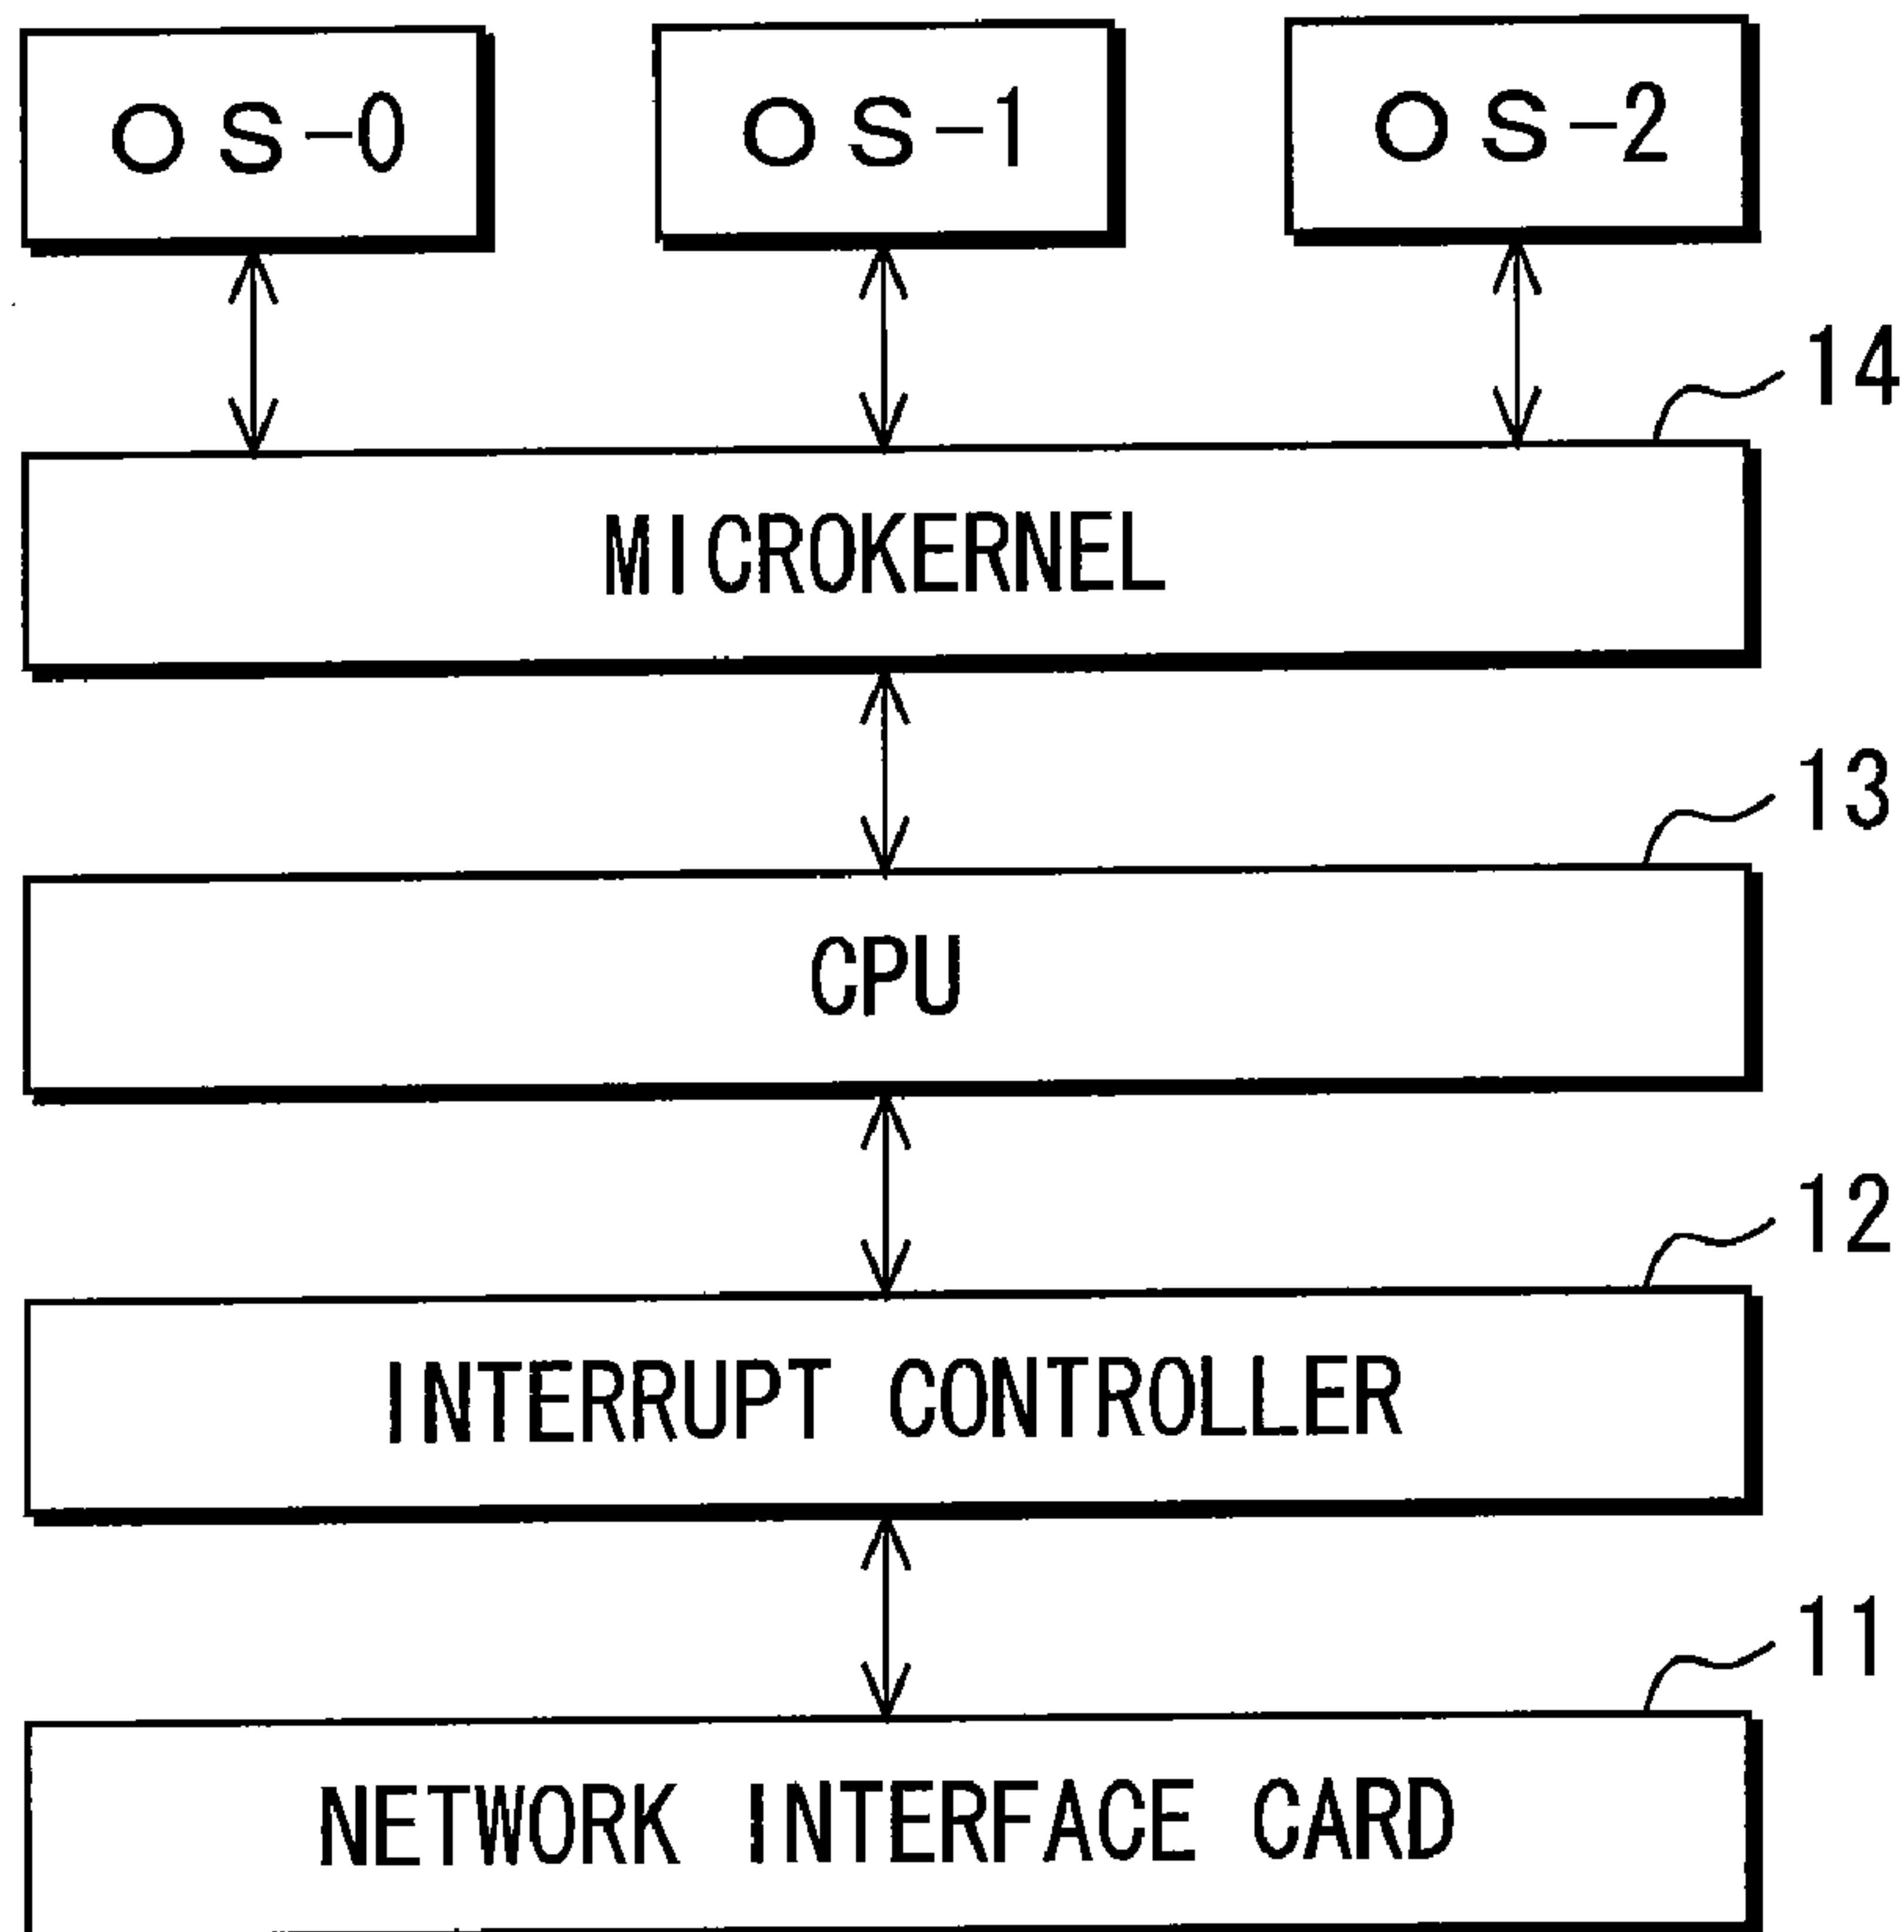 OS-0 OS-1 OS-2
14
MICROKERNEL
13
CPU
12
INTERRUPT CONTROLLER
11
NETWORK INTERFACE CARD